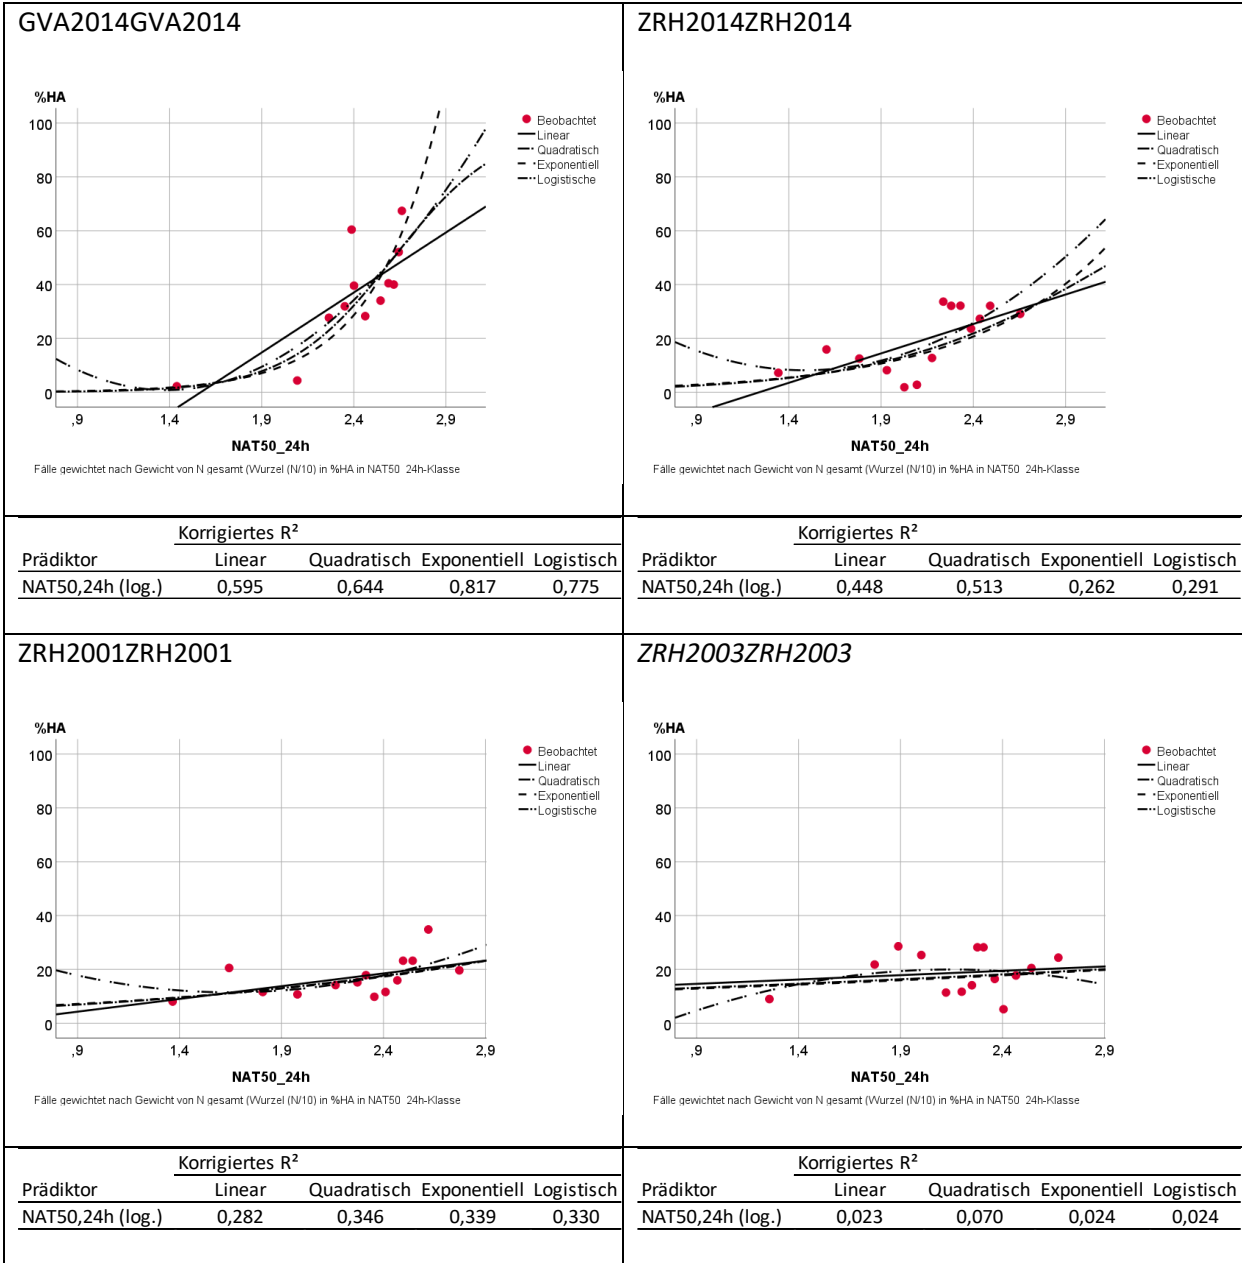 GVA2014GVA2014
%HA
100
80
60
40
20
0
,9 1,4 1,9 2,4 2,9
NAT50_24h
Beobachtet
Linear
Quadratisch
Exponentiell
Logistische
Fälle gewichtet nach Gewicht von N gesamt (Wurzel (N/10) in %HA in NAT50_24h-Klasse
Korrigiertes R²
Prädiktor Linear Quadratisch Exponentiell Logistisch
NAT50,24h (log.) 0,595 0,644 0,817 0,775
ZRH2014ZRH2014
%HA
100
80
60
40
20
0
,9 1,4 1,9 2,4 2,9
NAT50_24h
Beobachtet
Linear
Quadratisch
Exponentiell
Logistische
Fälle gewichtet nach Gewicht von N gesamt (Wurzel (N/10) in %HA in NAT50_24h-Klasse
Korrigiertes R²
Prädiktor Linear Quadratisch Exponentiell Logistisch
NAT50,24h (log.) 0,448 0,513 0,262 0,291
ZRH2001ZRH2001
%HA
100
80
60
40
20
0
,9 1,4 1,9 2,4 2,9
NAT50_24h
Beobachtet
Linear
Quadratisch
Exponentiell
Logistische
Fälle gewichtet nach Gewicht von N gesamt (Wurzel (N/10) in %HA in NAT50_24h-Klasse
Korrigiertes R²
Prädiktor Linear Quadratisch Exponentiell Logistisch
NAT50,24h (log.) 0,282 0,346 0,339 0,330
ZRH2003ZRH2003
%HA
100
80
60
40
20
0
,9 1,4 1,9 2,4 2,9
NAT50_24h
Beobachtet
Linear
Quadratisch
Exponentiell
Logistische
Fälle gewichtet nach Gewicht von N gesamt (Wurzel (N/10) in %HA in NAT50_24h-Klasse
Korrigiertes R²
Prädiktor Linear Quadratisch Exponentiell Logistisch
NAT50,24h (log.) 0,023 0,070 0,024 0,024